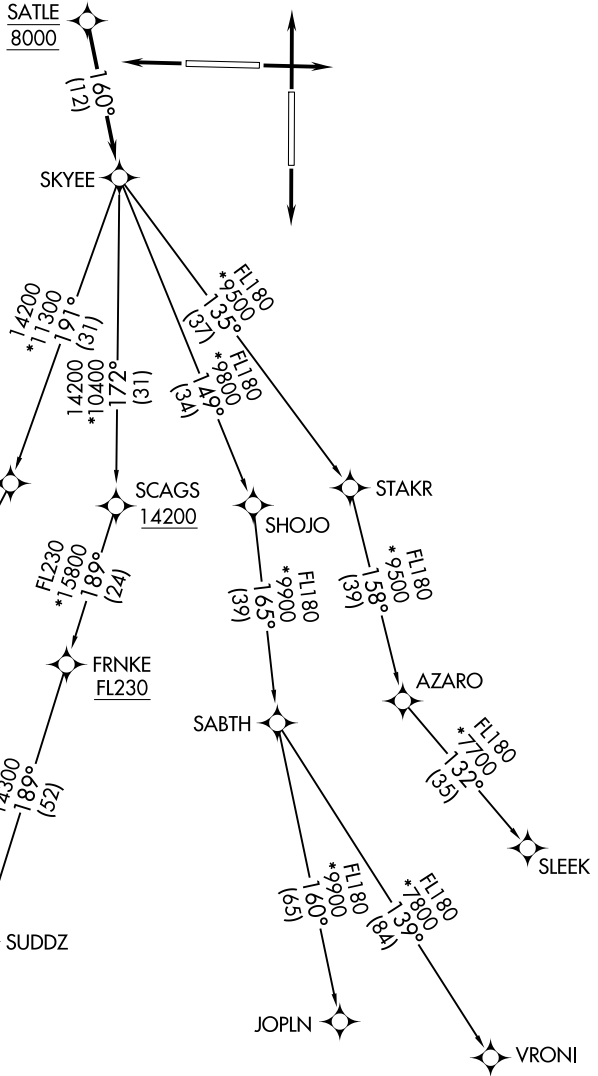 SATLE
8000
160°
(12)
SKYEE
14200
*11300
191°
(31)
14200
*10400
172°
(31)
FL180
*9800
149°
(34)
FL180
*9500
135°
(37)
SCAGS
14200
SHOJO
STAKR
FL230
*15800
189°
(24)
FL180
*9900
165°
(39)
FL180
*9500
158°
(39)
FRNKE
FL230
SABTH
AZARO
189°
(52)
FL180
*7700
132°
(35)
SLEEK
FL180
*9900
160°
(65)
FL180
*7800
139°
(84)
SUDDZ
JOPLN
VRONI